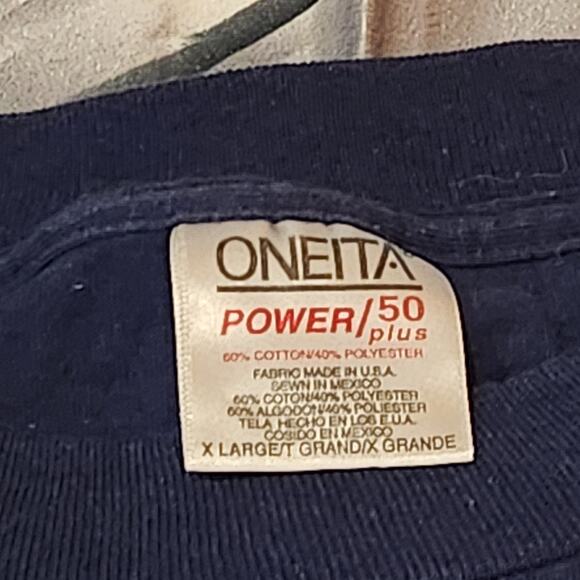 ONEITA
POWER/50
plus
60% COTTON/40% POLYESTER
FABRIC MADE IN U.S.A.
SEWN IN MEXICO
60% COTON/40% POLYESTER
60% ALGODON/40% POLIESTER
TELA HECHO EN LOS E.U.A.
COSIDO EN MEXICO
X LARGE/T GRAND/X GRANDE